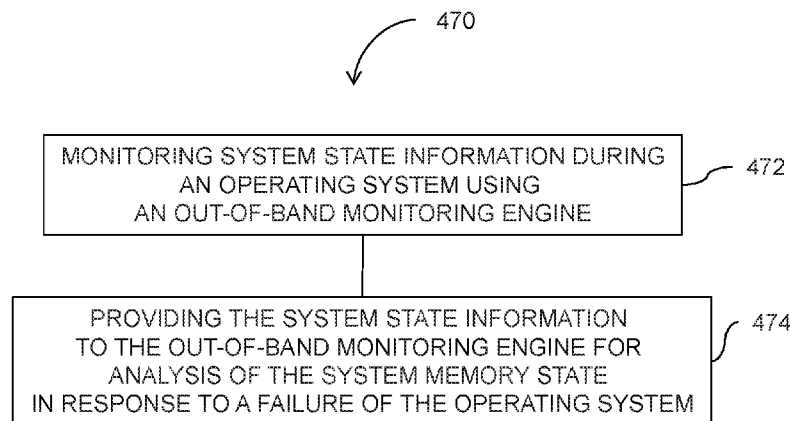 470
MONITORING SYSTEM STATE INFORMATION DURING
AN OPERATING SYSTEM USING
AN OUT-OF-BAND MONITORING ENGINE
472
PROVIDING THE SYSTEM STATE INFORMATION
TO THE OUT-OF-BAND MONITORING ENGINE FOR
ANALYSIS OF THE SYSTEM MEMORY STATE
IN RESPONSE TO A FAILURE OF THE OPERATING SYSTEM
474